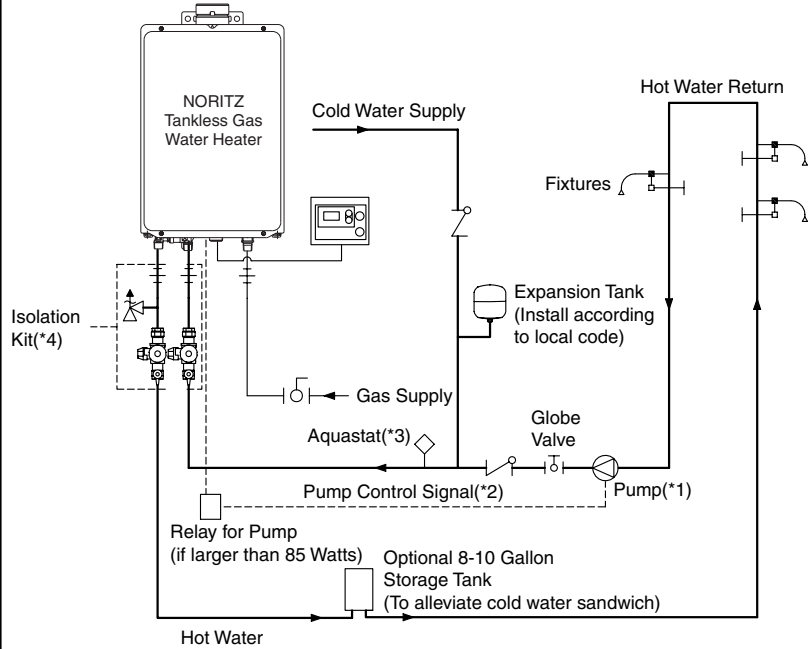 NORITZ
Tankless Gas
Water Heater
Cold Water Supply
Hot Water Return
Fixtures
Expansion Tank
(Install according
to local code)
Isolation
Kit(*4)
Gas Supply
Globe
Valve
Aquastat(*3)
Pump Control Signal(*2)
Pump(*1)
Relay for Pump
(if larger than 85 Watts)
Optional 8-10 Gallon
Storage Tank
(To alleviate cold water sandwich)
Hot Water